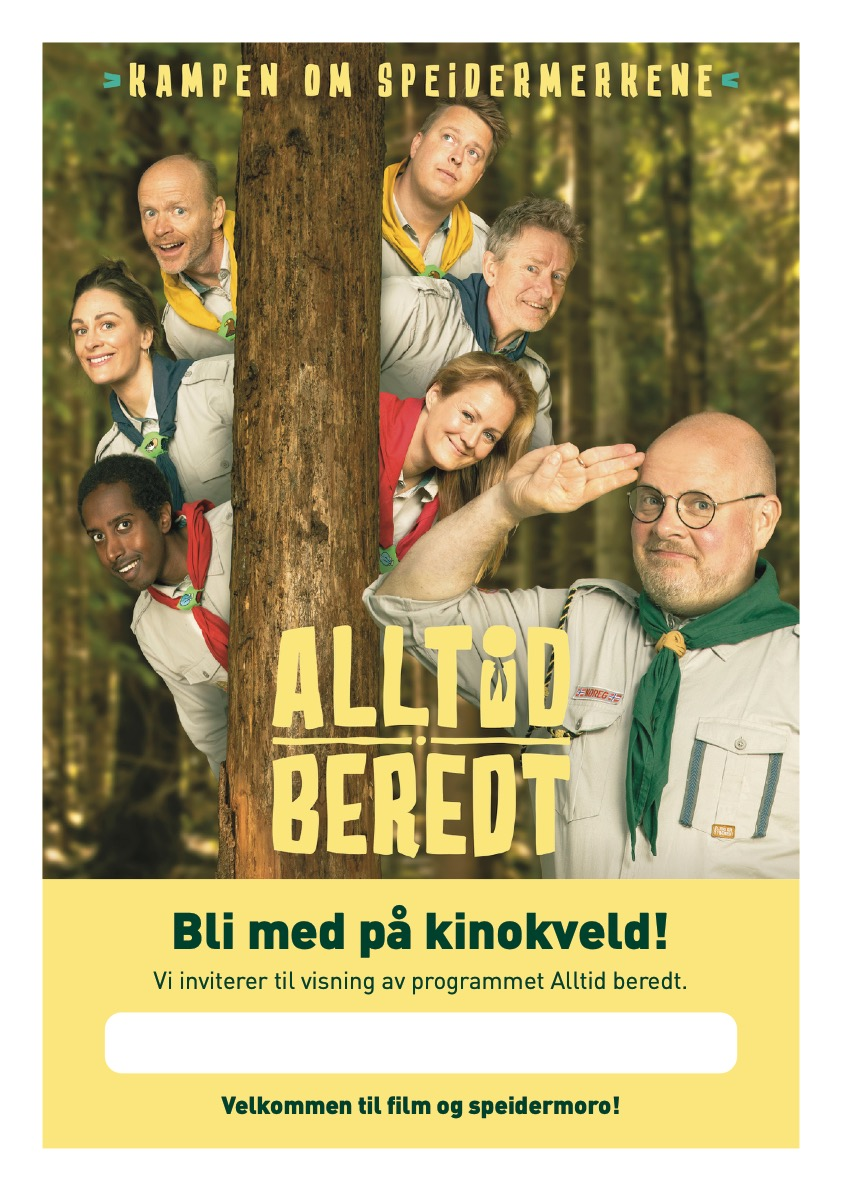 KAMPEN OM SPEiDERMERKENE
ALLTiD
BEREDT
NOREG
Bli med på kinokveld!
Vi inviterer til visning av programmet Alltid beredt.
Velkommen til film og speidermoro!